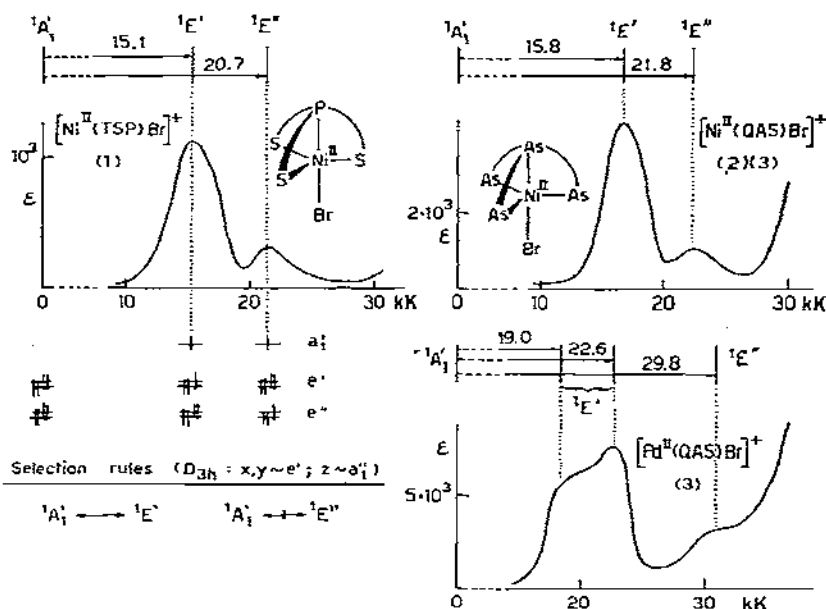 ¹A₁' ¹E' ¹E"
15.1
20.7
[Ni^II(TSP)Br]⁺
(1)
P
S
Ni^II
S
S
Br
10³
ε
0 10 20 30 kK
a₁'
e'
e"
Selection rules (D₃ₕ : x,y~e' ; z~a₁")
¹A₁' ⟷ ¹E' ¹A₁' ↔ ¹E"
¹A₁' ¹E' ¹E"
15.8
21.8
[Ni^II(QAS)Br]⁺
(2)(3)
As
As
Ni^II
As
As
Br
2·10³
ε
0 10 20 30 kK
19.0
¹A₁' 22.6 ¹E"
29.8
¹E'
ε
[Pd^II(QAS)Br]⁺
(3)
5·10³
0 20 30 kK